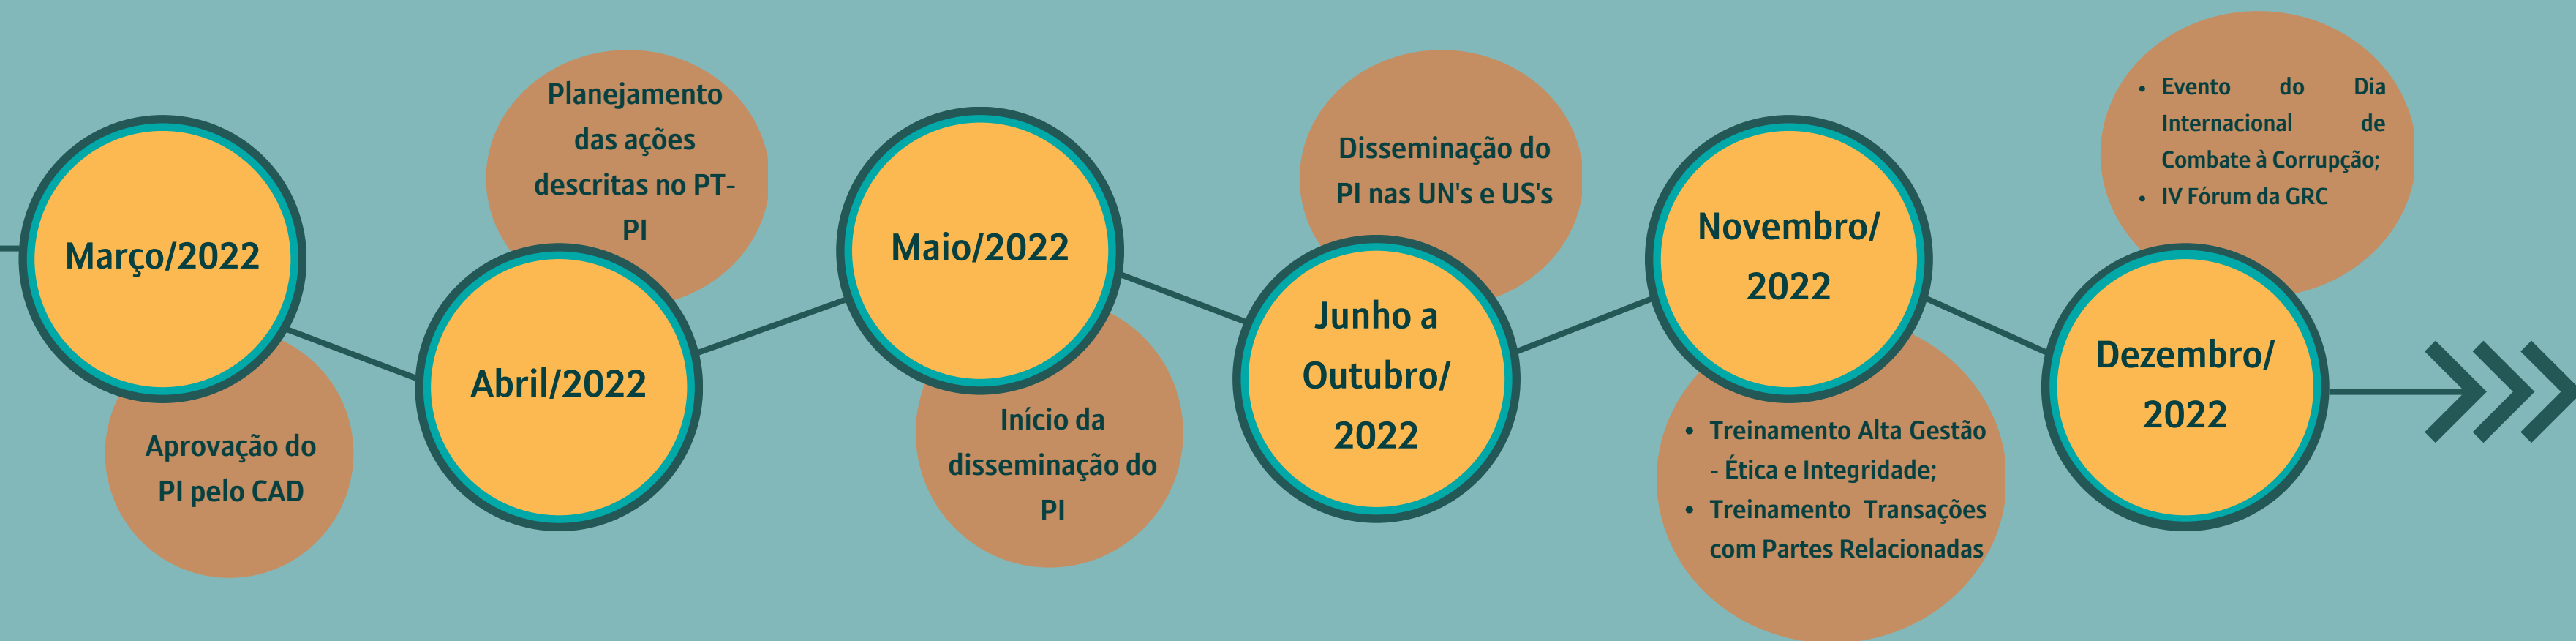 Março/2022
Aprovação do
PI pelo CAD
Planejamento
das ações
descritas no PT-
PI
Abril/2022
Maio/2022
Início da
disseminação do
PI
Disseminação do
PI nas UN's e US's
Junho a
Outubro/
2022
Novembro/
2022
• Treinamento Alta Gestão
- Ética e Integridade;
• Treinamento Transações
com Partes Relacionadas
• Evento do Dia
Internacional de
Combate à Corrupção;
• IV Fórum da GRC
Dezembro/
2022